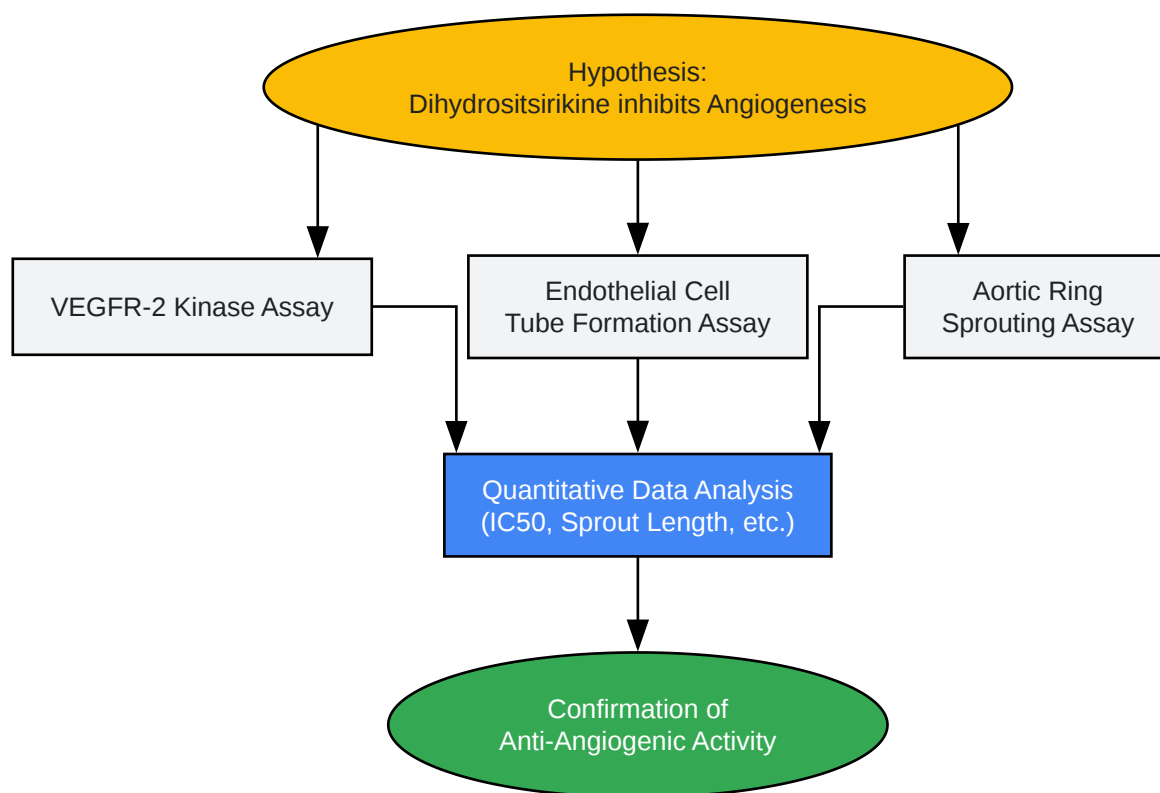 Hypothesis:
Dihydrositsirikine inhibits Angiogenesis
VEGFR-2 Kinase Assay
Endothelial Cell
Tube Formation Assay
Aortic Ring
Sprouting Assay
Quantitative Data Analysis
(IC50, Sprout Length, etc.)
Confirmation of
Anti-Angiogenic Activity